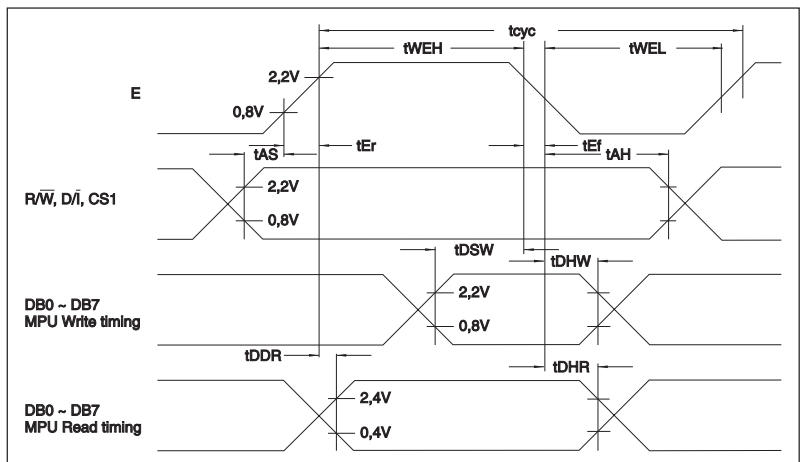 tcyc
tWEH
tWEL
2,2V
E
0,8V
tEr
tEf
tAS
tAH
2,2V
R/W̅, D/I̅, CS1
0,8V
tDSW
tDHW
2,2V
DB0 ~ DB7
MPU Write timing
0,8V
tDDR
tDHR
2,4V
DB0 ~ DB7
MPU Read timing
0,4V